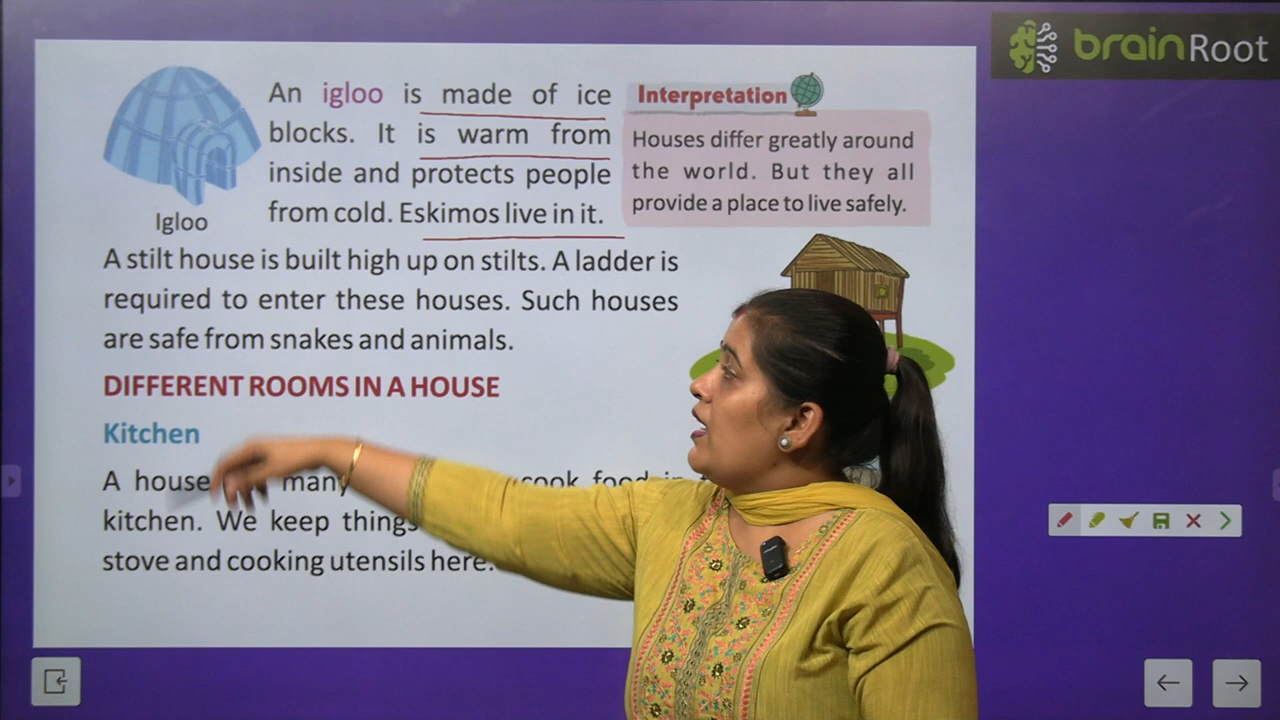 brainRoot
An igloo is made of ice
blocks. It is warm from
inside and protects people
from cold. Eskimos live in it.
Igloo
Interpretation
Houses differ greatly around
the world. But they all
provide a place to live safely.
A stilt house is built high up on stilts. A ladder is
required to enter these houses. Such houses
are safe from snakes and animals.
DIFFERENT ROOMS IN A HOUSE
Kitchen
A house many cook food in
kitchen. We keep things
stove and cooking utensils here.